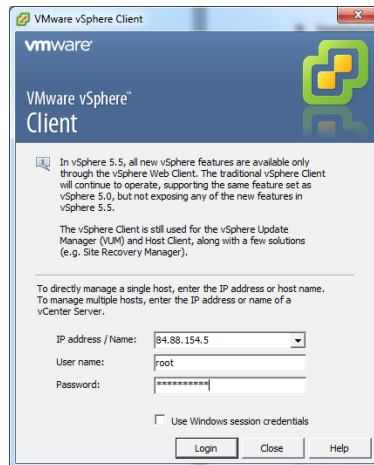 VMware vSphere Client
vmware
VMware vSphere™
Client
In vSphere 5.5, all new vSphere features are available only
through the vSphere Web Client. The traditional vSphere Client
will continue to operate, supporting the same feature set as
vSphere 5.0, but not exposing any of the new features in
vSphere 5.5.
The vSphere Client is still used for the vSphere Update
Manager (VUM) and Host Client, along with a few solutions
(e.g. Site Recovery Manager).
To directly manage a single host, enter the IP address or host name.
To manage multiple hosts, enter the IP address or name of a
vCenter Server.
IP address / Name: 84.88.154.5
User name: root
Password: **********
Use Windows session credentials
Login Close Help